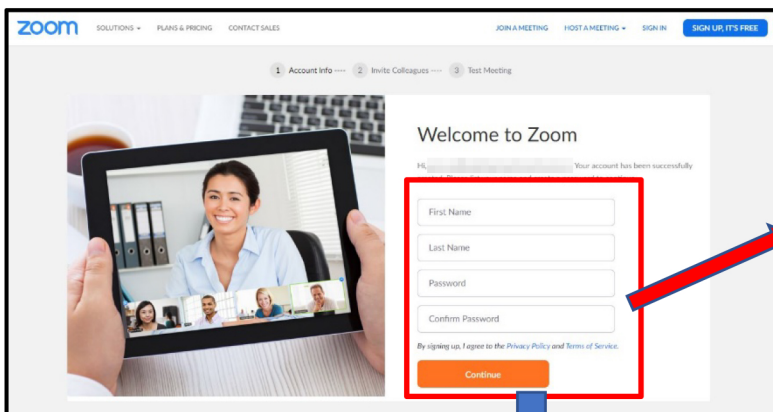 zoom SOLUTIONS PLANS & PRICING CONTACT SALES JOIN A MEETING HOST A MEETING SIGN IN SIGN UP, IT'S FREE
1 Account Info ---- 2 Invite Colleagues ---- 3 Test Meeting
Welcome to Zoom
Hi, Your account has been successfully
First Name
Last Name
Password
Confirm Password
By signing up, I agree to the Privacy Policy and Terms of Service.
Continue